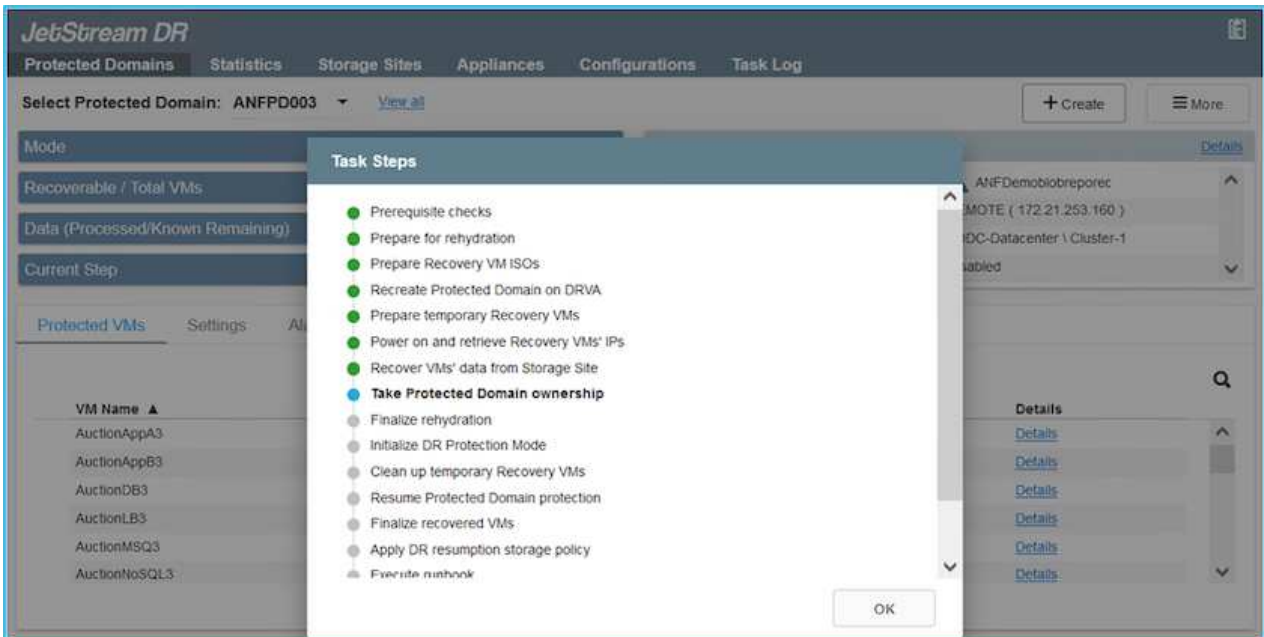 JetStream DR
Protected Domains Statistics Storage Sites Appliances Configurations Task Log
Select Protected Domain: ANFPD003 View all + Create More
Mode Details
Recoverable / Total VMs
Data (Processed/Known Remaining)
Current Step
ANFDemoblobreporec
MOTE ( 172.21.253.160 )
DC-Datacenter \ Cluster-1
abled
Protected VMs Settings Al
VM Name ▲ Details
AuctionAppA3 Details
AuctionAppB3 Details
AuctionDB3 Details
AuctionLB3 Details
AuctionMSQ3 Details
AuctionNoSQL3 Details
Task Steps
Prerequisite checks
Prepare for rehydration
Prepare Recovery VM ISOs
Recreate Protected Domain on DRVA
Prepare temporary Recovery VMs
Power on and retrieve Recovery VMs' IPs
Recover VMs' data from Storage Site
Take Protected Domain ownership
Finalize rehydration
Initialize DR Protection Mode
Clean up temporary Recovery VMs
Resume Protected Domain protection
Finalize recovered VMs
Apply DR resumption storage policy
Execute runbook
OK